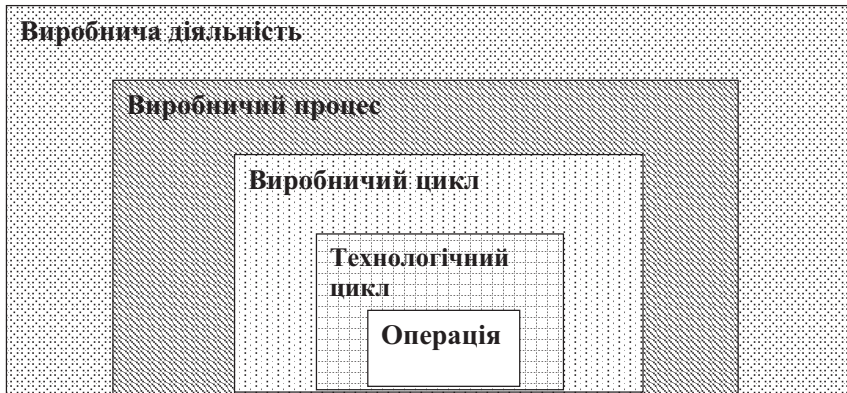 Виробнича діяльність
Виробничий процес
Виробничий цикл
Технологічний
цикл
Операція